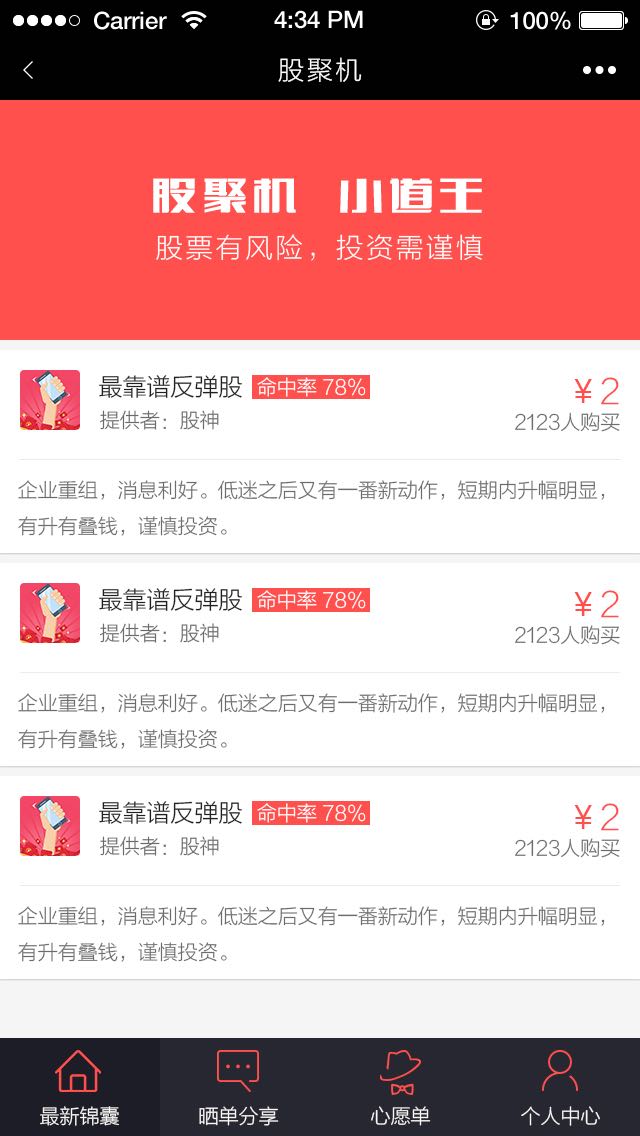 Carrier 4:34 PM 100%
股聚机
股聚机 小道王
股票有风险，投资需谨慎
最靠谱反弹股 命中率 78% ¥ 2
提供者：股神 2123人购买
企业重组，消息利好。低迷之后又有一番新动作，短期内升幅明显，
有升有叠钱，谨慎投资。
最靠谱反弹股 命中率 78% ¥ 2
提供者：股神 2123人购买
企业重组，消息利好。低迷之后又有一番新动作，短期内升幅明显，
有升有叠钱，谨慎投资。
最靠谱反弹股 命中率 78% ¥ 2
提供者：股神 2123人购买
企业重组，消息利好。低迷之后又有一番新动作，短期内升幅明显，
有升有叠钱，谨慎投资。
最新锦囊 晒单分享 心愿单 个人中心